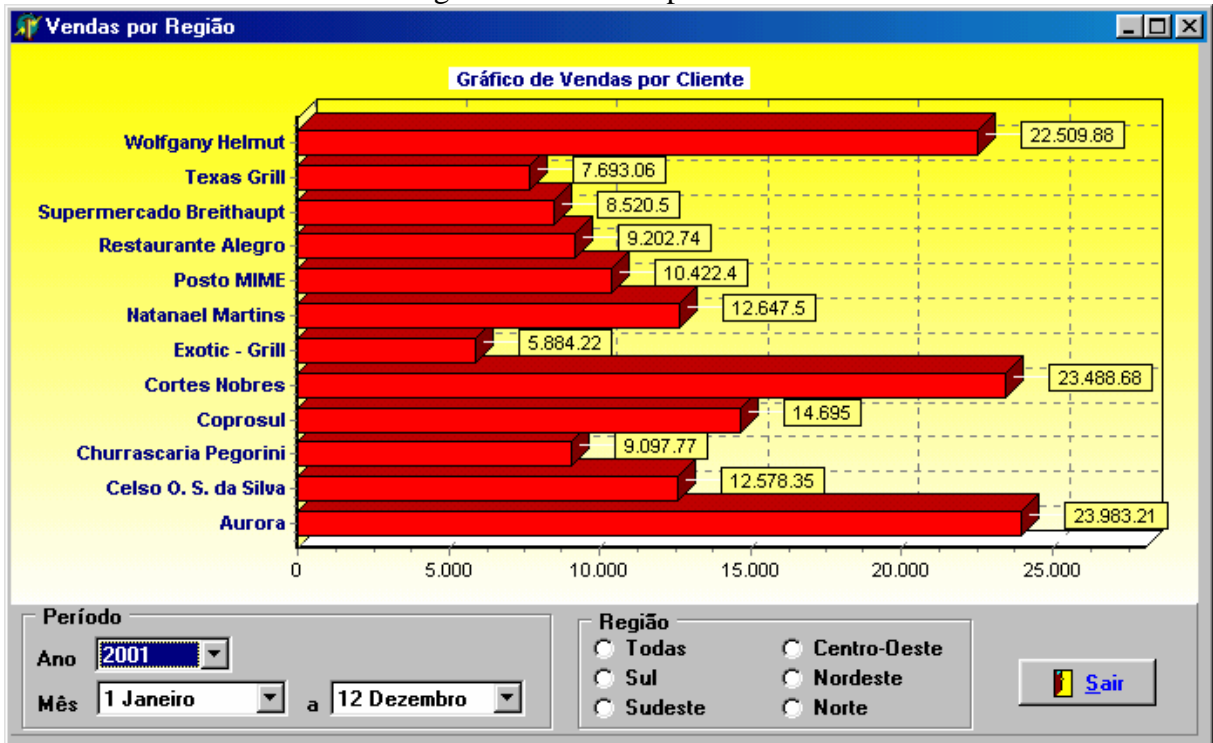 Vendas por Região
Gráfico de Vendas por Cliente
Wolfgany Helmut 22.509.88
Texas Grill 7.693.06
Supermercado Breithaupt 8.520.5
Restaurante Alegro 9.202.74
Posto MIME 10.422.4
Natanael Martins 12.647.5
Exotic - Grill 5.884.22
Cortes Nobres 23.488.68
Coprosul 14.695
Churrascaria Pegorini 9.097.77
Celso O. S. da Silva 12.578.35
Aurora 23.983.21
0 5.000 10.000 15.000 20.000 25.000
Período
Ano 2001
Mês 1 Janeiro a 12 Dezembro
Região
Todas Centro-Oeste
Sul Nordeste
Sudeste Norte
Sair